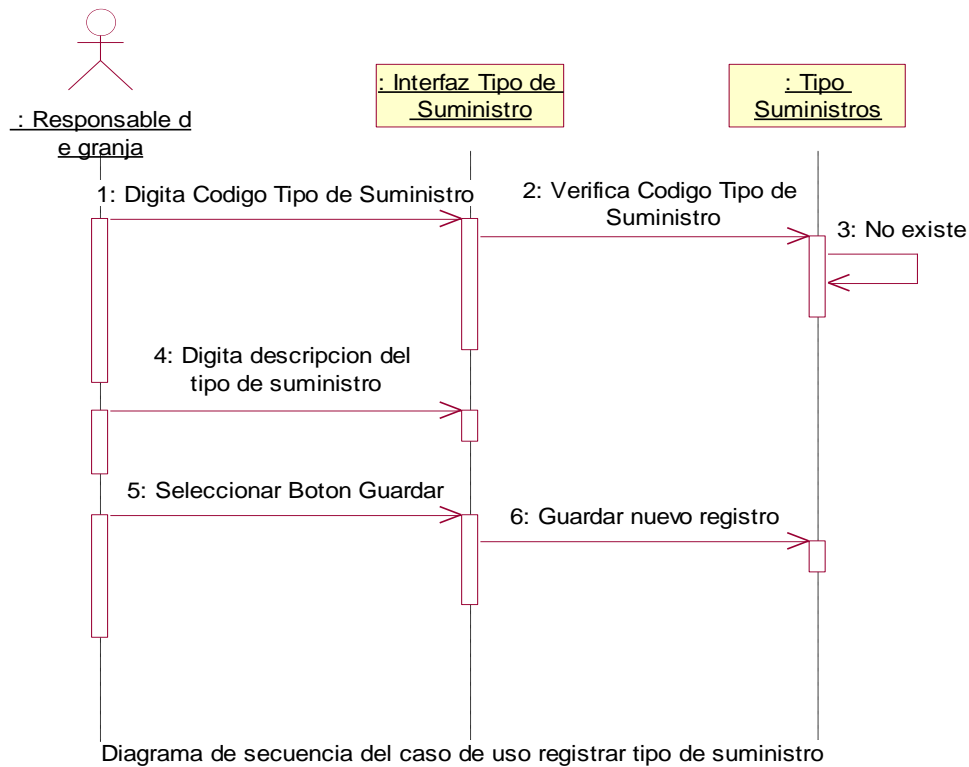 : Responsable d
e granja
: Interfaz Tipo de
Suministro
: Tipo
Suministros
1: Digita Codigo Tipo de Suministro
2: Verifica Codigo Tipo de
Suministro
3: No existe
4: Digita descripcion del
tipo de suministro
5: Seleccionar Boton Guardar
6: Guardar nuevo registro
Diagrama de secuencia del caso de uso registrar tipo de suministro